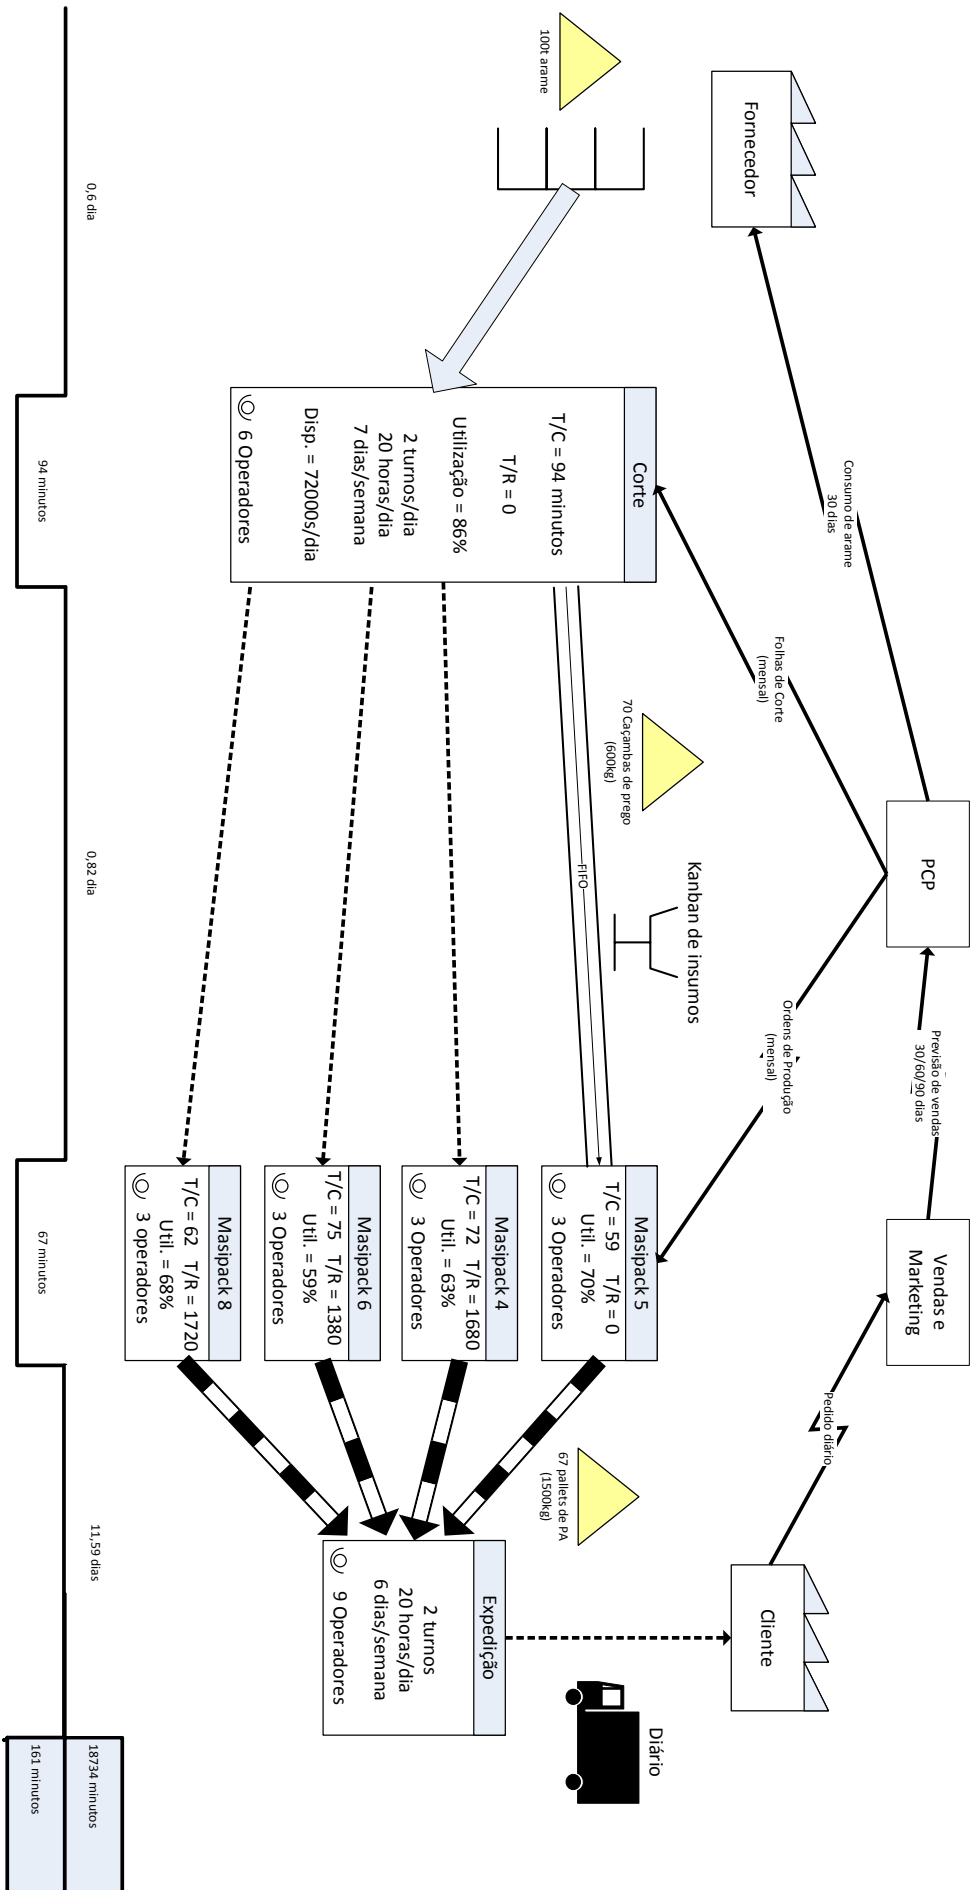 Fornecedor
PCP
Vendas e
Marketing
Cliente
Consumo de arame
30 dias
Previsão de vendas
30/60/90 dias
Pedido diário
Folhas de Corte
(mensal)
Ordens de Produção
(mensal)
Diário
100t arame
70 Caçambas de prego
(600kg)
Kanban de insumos
FIFO
67 pallets de PA
(1500kg)
Corte
T/C = 94 minutos
T/R = 0
Utilização = 86%
2 turnos/dia
20 horas/dia
7 dias/semana
Disp. = 72000s/dia
6 Operadores
Masipack 5
T/C = 59 T/R = 0
Util. = 70%
3 Operadores
Masipack 4
T/C = 72 T/R = 1680
Util. = 63%
3 Operadores
Masipack 6
T/C = 75 T/R = 1380
Util. = 59%
3 Operadores
Masipack 8
T/C = 62 T/R = 1720
Util. = 68%
3 operadores
Expedição
2 turnos
20 horas/dia
6 dias/semana
9 Operadores
0,6 dia
94 minutos
0,82 dia
67 minutos
11,59 dias
18734 minutos
161 minutos